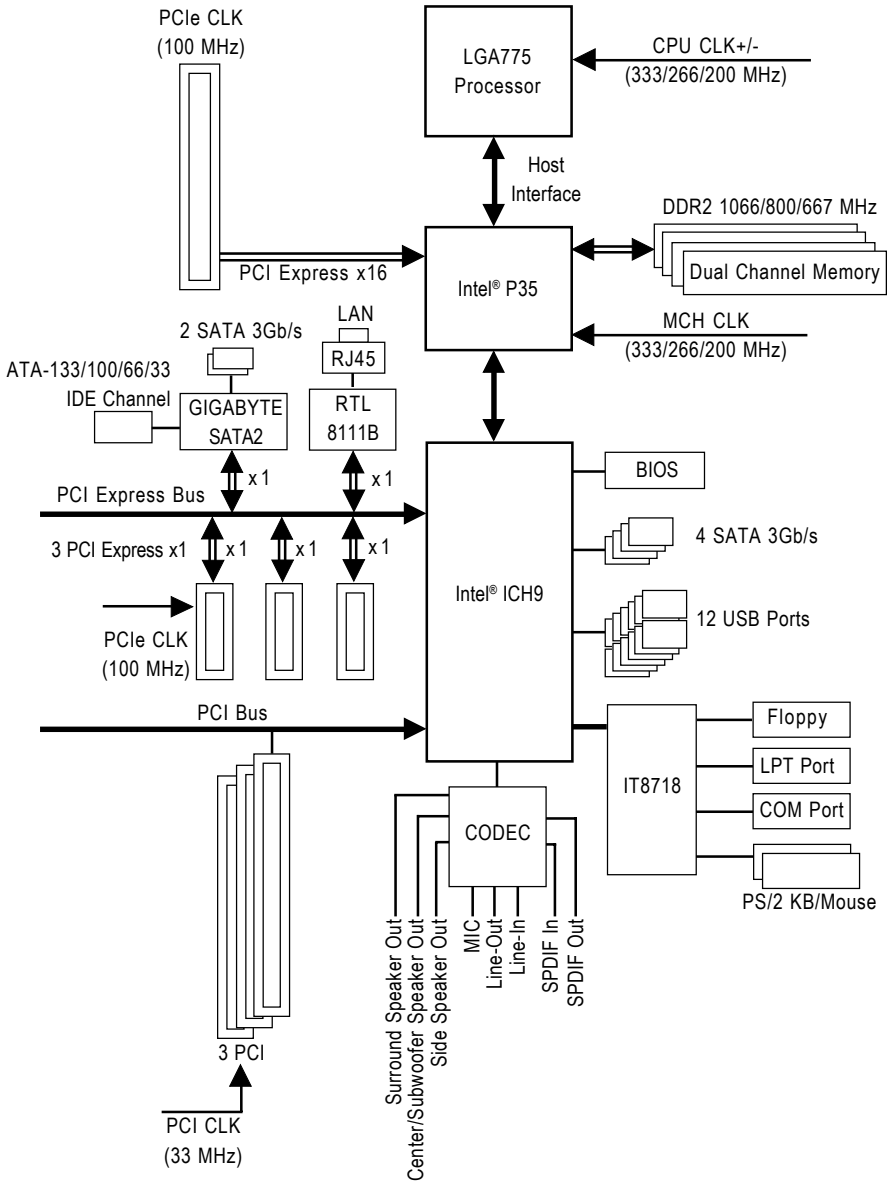 PCIe CLK
(100 MHz)
LGA775
Processor
CPU CLK+/-
(333/266/200 MHz)
Host
Interface
DDR2 1066/800/667 MHz
Dual Channel Memory
PCI Express x16
Intel® P35
MCH CLK
(333/266/200 MHz)
LAN
RJ45
2 SATA 3Gb/s
ATA-133/100/66/33
IDE Channel
GIGABYTE
SATA2
RTL
8111B
x1
x1
PCI Express Bus
BIOS
3 PCI Express x1
x1
x1
x1
4 SATA 3Gb/s
Intel® ICH9
12 USB Ports
PCIe CLK
(100 MHz)
PCI Bus
Floppy
LPT Port
IT8718
COM Port
PS/2 KB/Mouse
CODEC
Surround Speaker Out
Center/Subwoofer Speaker Out
Side Speaker Out
MIC
Line-Out
Line-In
SPDIF In
SPDIF Out
3 PCI
PCI CLK
(33 MHz)